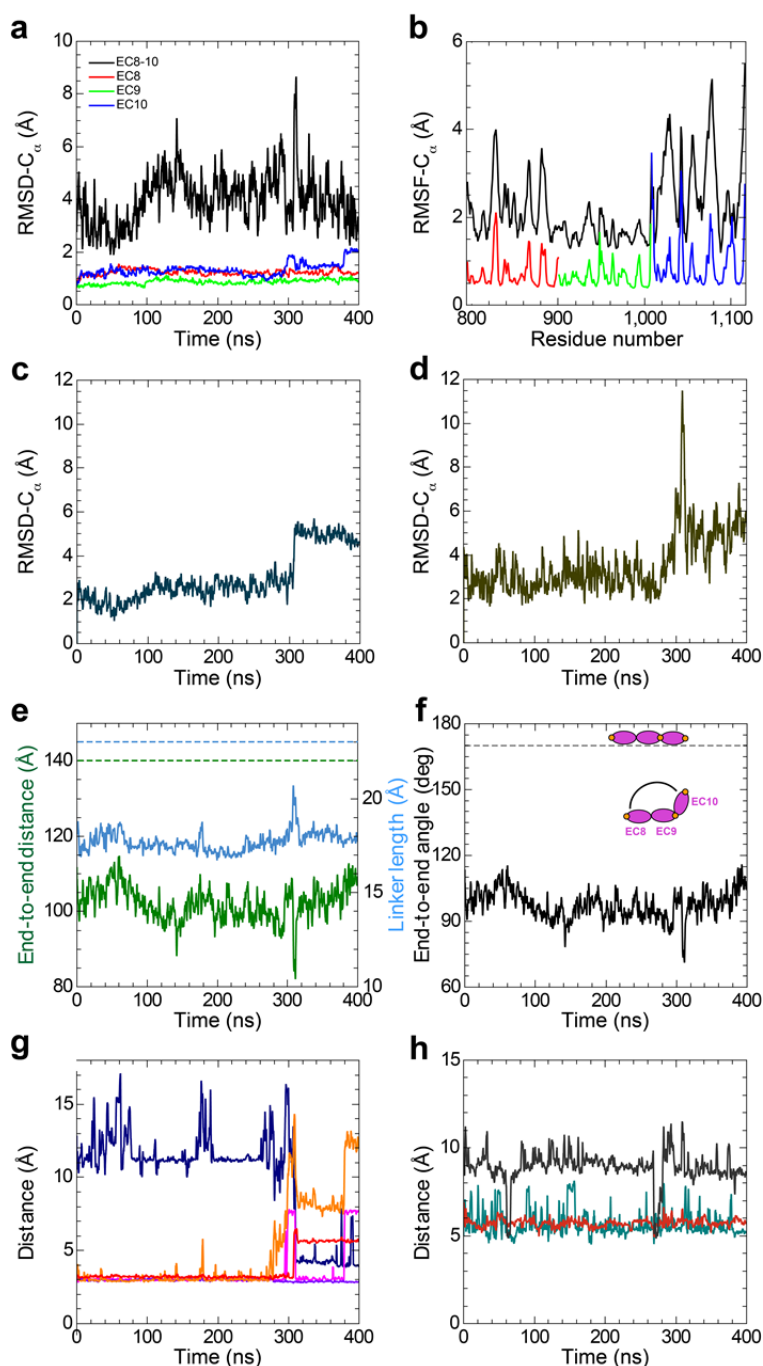 a
10
8
6
4
2
0
RMSD-Cα (Å)
EC8-10
EC8
EC9
EC10
0 100 200 300 400
Time (ns)
b
6
4
2
0
RMSF-Cα (Å)
800 900 1,000 1,100
Residue number
c
12
10
8
6
4
2
0
RMSD-Cα (Å)
0 100 200 300 400
Time (ns)
d
12
10
8
6
4
2
0
RMSD-Cα (Å)
0 100 200 300 400
Time (ns)
e
140
120
100
80
End-to-end distance (Å)
20
15
10
Linker length (Å)
0 100 200 300 400
Time (ns)
f
180
150
120
90
60
End-to-end angle (deg)
EC10
EC8 EC9
0 100 200 300 400
Time (ns)
g
15
10
5
0
Distance (Å)
0 100 200 300 400
Time (ns)
h
15
10
5
0
Distance (Å)
0 100 200 300 400
Time (ns)